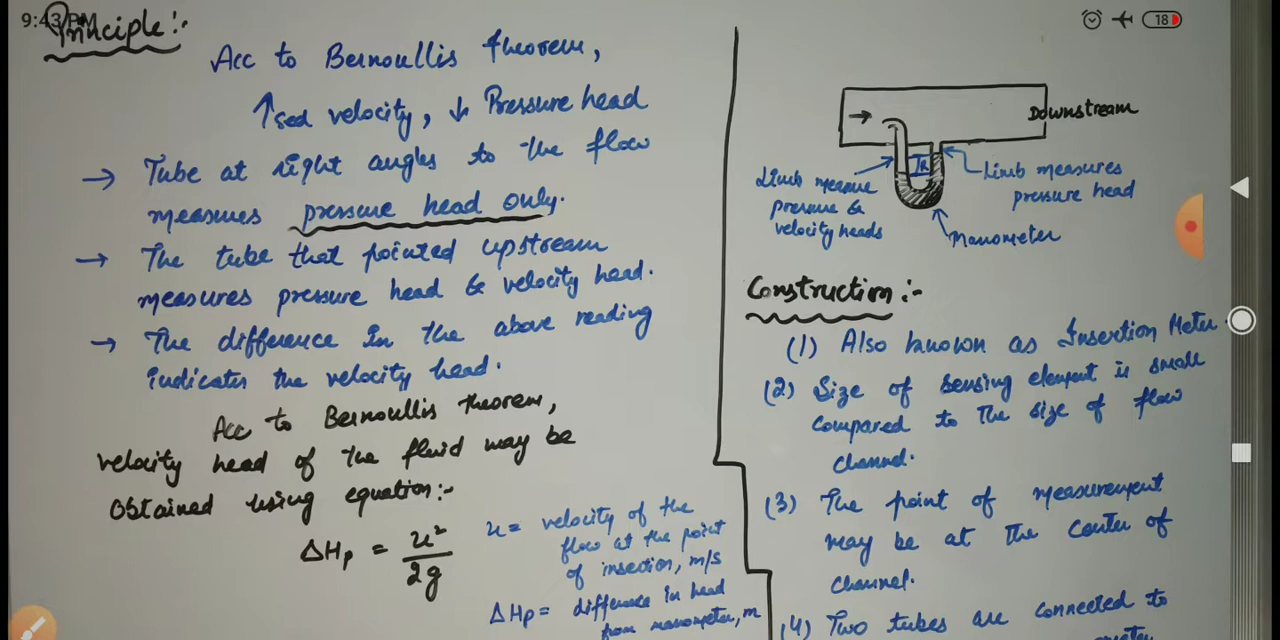 9:43 PM
18
Principle:-
Acc to Bernoullis theorem,
↑sed velocity, ↓ Pressure head
→ Tube at right angles to the flow
measures pressure head only.
→ The tube that pointed upstream
measures pressure head & velocity head.
→ The difference in the above reading
indicates the velocity head.
Acc to Bernoullis theorem,
velocity head of the fluid may be
obtained using equation:-
ΔHp = u²/2g
u = velocity of the
flow at the point
of insection, m/s
ΔHp = difference in head
from manometer, m
→
Downstream
Limb measure
pressure &
velocity heads
R
Limb measures
pressure head
Manometer
Construction:-
(1) Also known as Insertion Meter.
(2) Size of sensing element is small
compared to the size of flow
channel.
(3) The point of measurement
may be at the center of
channel.
(4) Two tubes are connected to